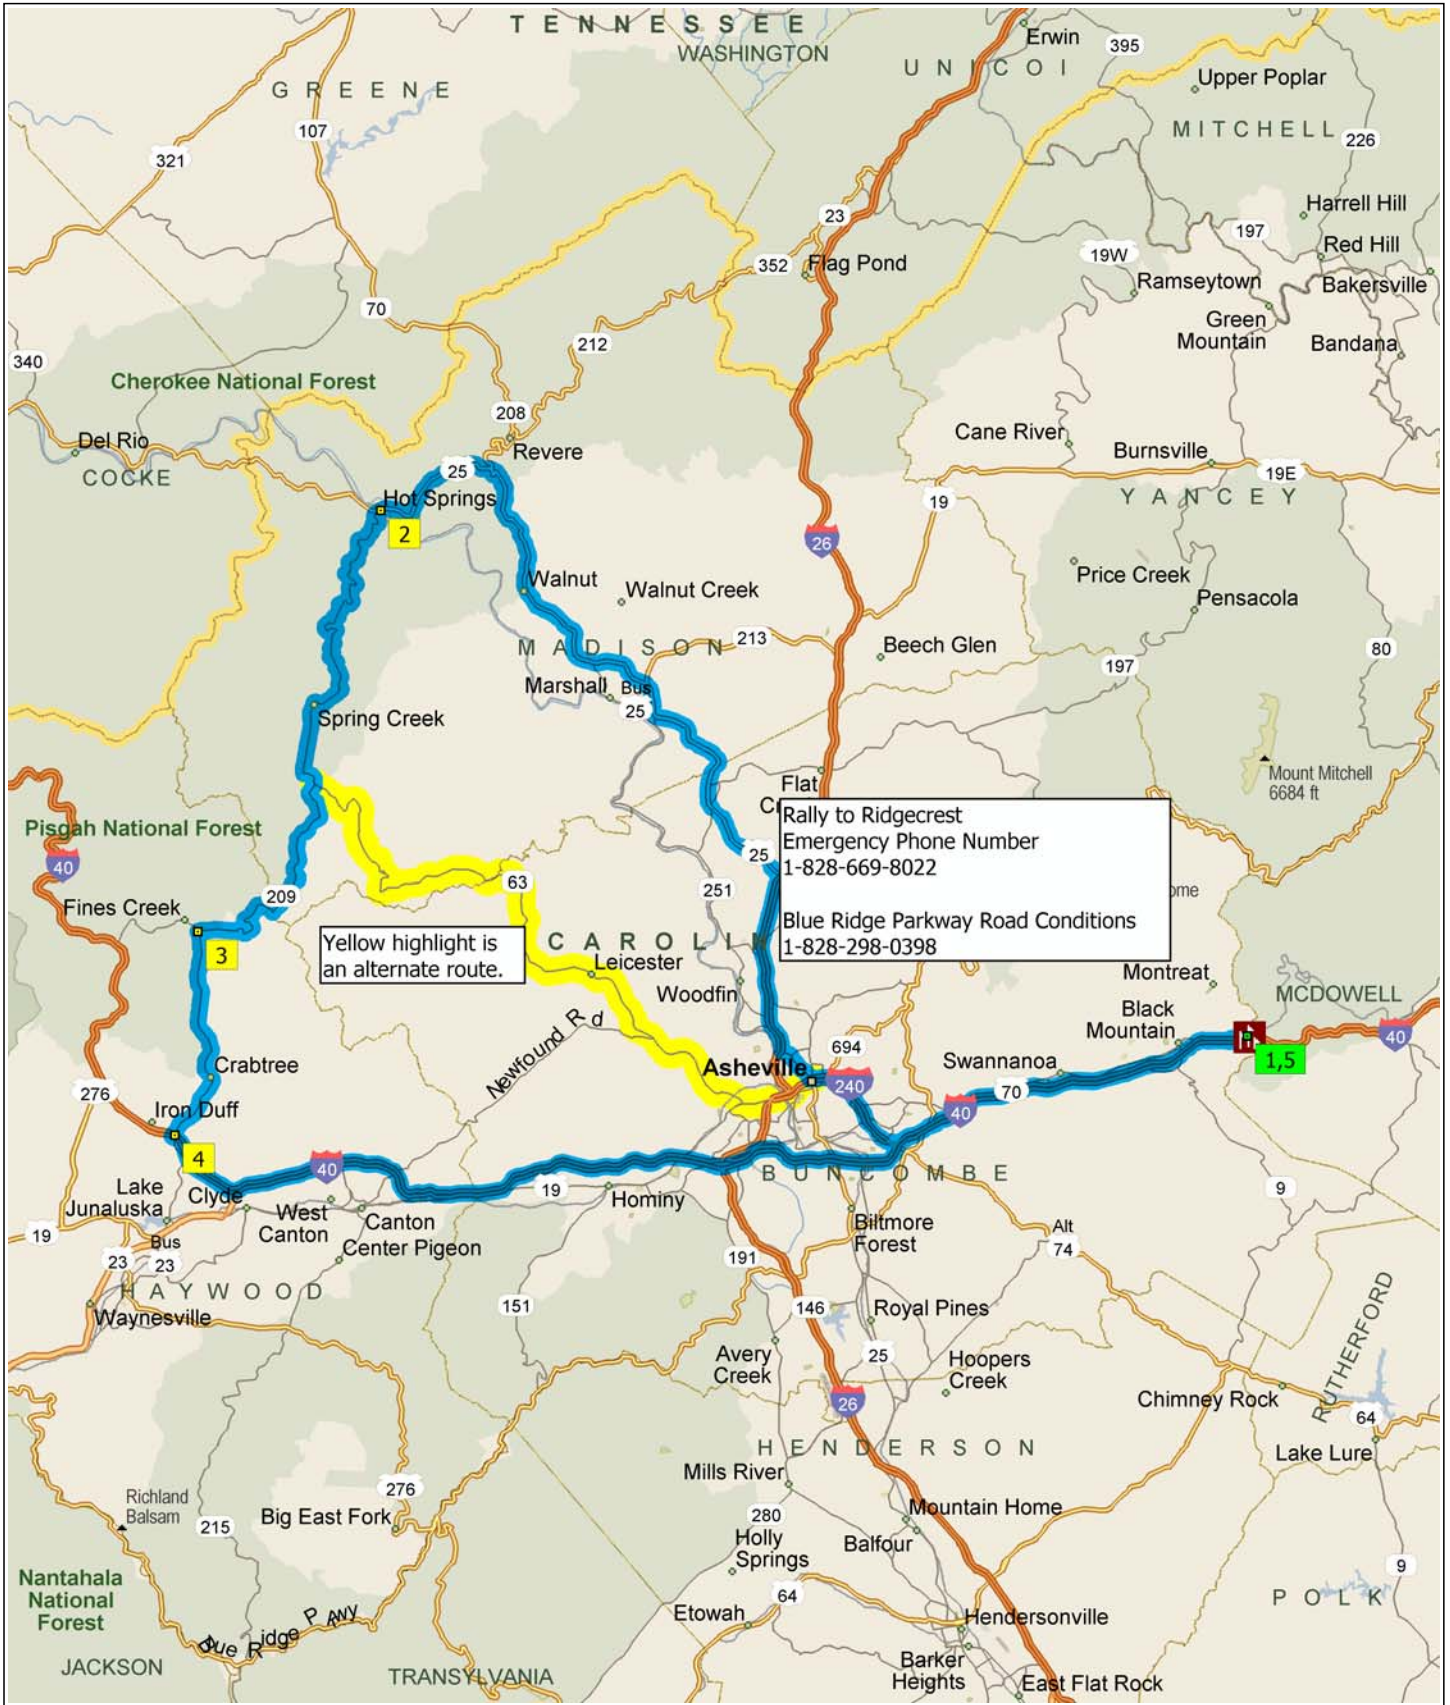 TENNESSEE
WASHINGTON
Erwin
395
UNICOI
Upper Poplar
GREENE
107
MITCHELL
226
321
Harrell Hill
23
197
Red Hill
19W
352
Flag Pond
Ramseytown
Bakersville
70
Green
Mountain
Bandana
212
340
Cherokee National Forest
208
Revere
Cane River
Del Rio
Burnsville
COCKE
25
19E
Hot Springs
YANCEY
19
2
26
Price Creek
Walnut
Walnut Creek
Pensacola
MADISON
213
Beech Glen
80
197
Marshall
Bus
25
Spring Creek
Mount Mitchell
6684 ft
Flat
Rally to Ridgecrest
Emergency Phone Number
1-828-669-8022
Blue Ridge Parkway Road Conditions
1-828-298-0398
Pisgah National Forest
40
25
63
251
209
Fines Creek
3
Yellow highlight is
an alternate route.
CAROLIN
Leicester
Woodfin
Montreat
MCDOWELL
Black
Mountain
Newfound Rd
694
40
Crabtree
Asheville
Swannanoa
1,5
240
70
276
Iron Duff
40
4
40
BUNCOMBE
Lake
Junaluska
Clyde
19
Hominy
9
West
Canton
Canton
Biltmore
Forest
Alt
74
19
Bus
23
23
Center Pigeon
191
HAYWOOD
Waynesville
151
146
Royal Pines
RUTHERFORD
Avery
Creek
25
Hoopers
Creek
Chimney Rock
26
64
HENDERSON
Lake Lure
Mills River
276
Richland
Balsam
215
Big East Fork
280
Mountain Home
Holly
Springs
Balfour
9
Nantahala
National
Forest
64
POLK
Etowah
Hendersonville
Blue Ridge Pkwy
Barker
Heights
JACKSON
TRANSYLVANIA
East Flat Rock